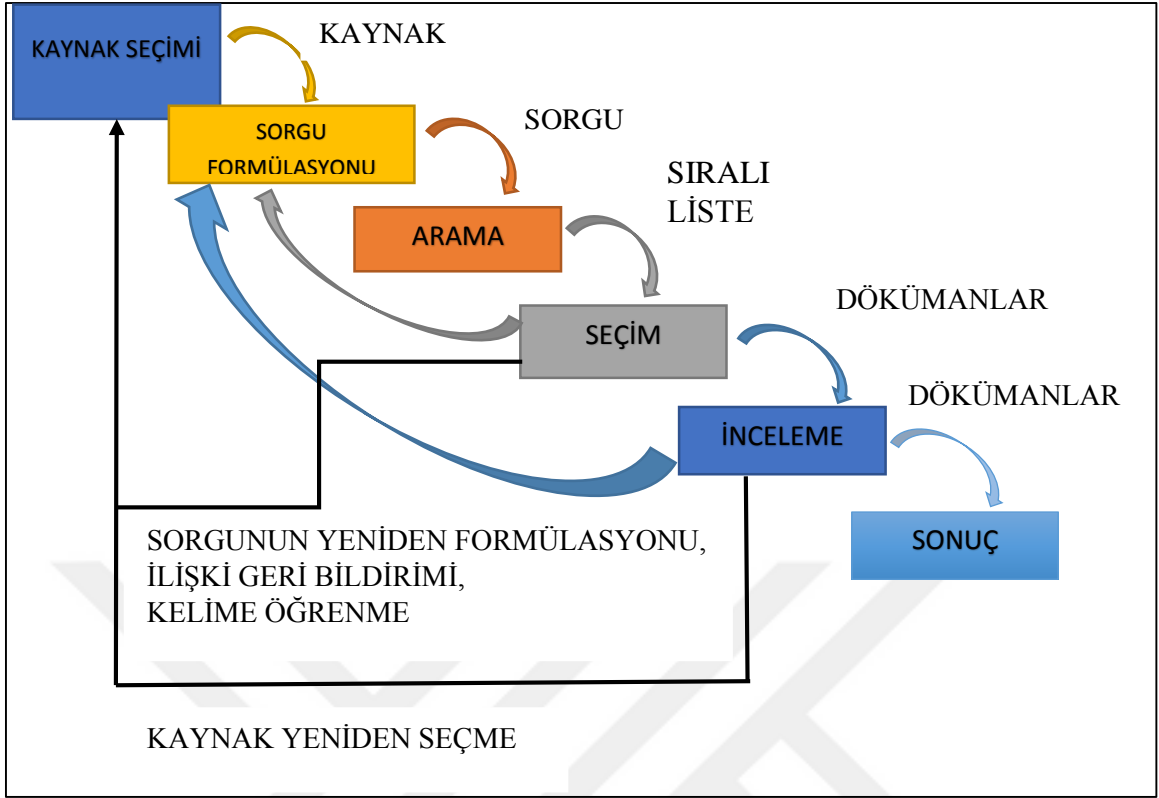 KAYNAK SEÇİMİ
KAYNAK
SORGU
FORMÜLASYONU
SORGU
ARAMA
SIRALI
LİSTE
SEÇİM
DÖKÜMANLAR
İNCELEME
DÖKÜMANLAR
SONUÇ
SORGUNUN YENİDEN FORMÜLASYONU,
İLİŞKİ GERİ BİLDİRİMİ,
KELİME ÖĞRENME
KAYNAK YENİDEN SEÇME